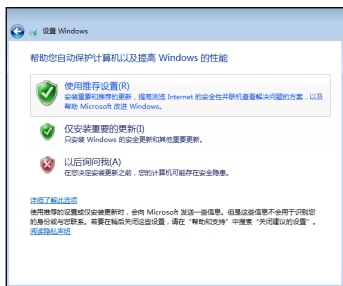 设置 Windows
帮助您自动保护计算机以及提高 Windows 的性能
使用推荐设置(R)
安装重要和推荐的更新，提高浏览 Internet 的安全性并联机查看解决问题的方案，以及
帮助 Microsoft 改进 Windows。
仅安装重要的更新(I)
只安装 Windows 的安全更新和其他重要更新。
以后询问我(A)
在您决定安装更新之前，您的计算机可能存在安全隐患。
详细了解此选项
使用推荐的设置或仅安装更新时，会向 Microsoft 发送一些信息。但是这些信息不会用于识别您
的身份或与您联系。若要在稍后关闭这些设置，请在“帮助和支持”中搜索“关闭建议的设置”。
阅读隐私声明